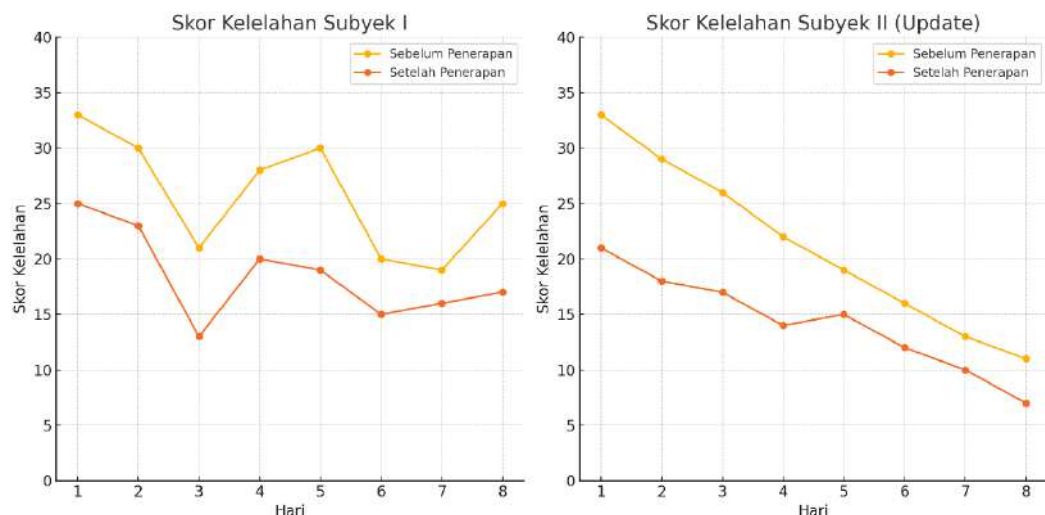 Skor Kelelahan Subyek I
Sebelum Penerapan
Setelah Penerapan
Skor Kelelahan
40
35
30
25
20
15
10
5
0
1 2 3 4 5 6 7 8
Hari
Skor Kelelahan Subyek II (Update)
Sebelum Penerapan
Setelah Penerapan
Skor Kelelahan
40
35
30
25
20
15
10
5
0
1 2 3 4 5 6 7 8
Hari